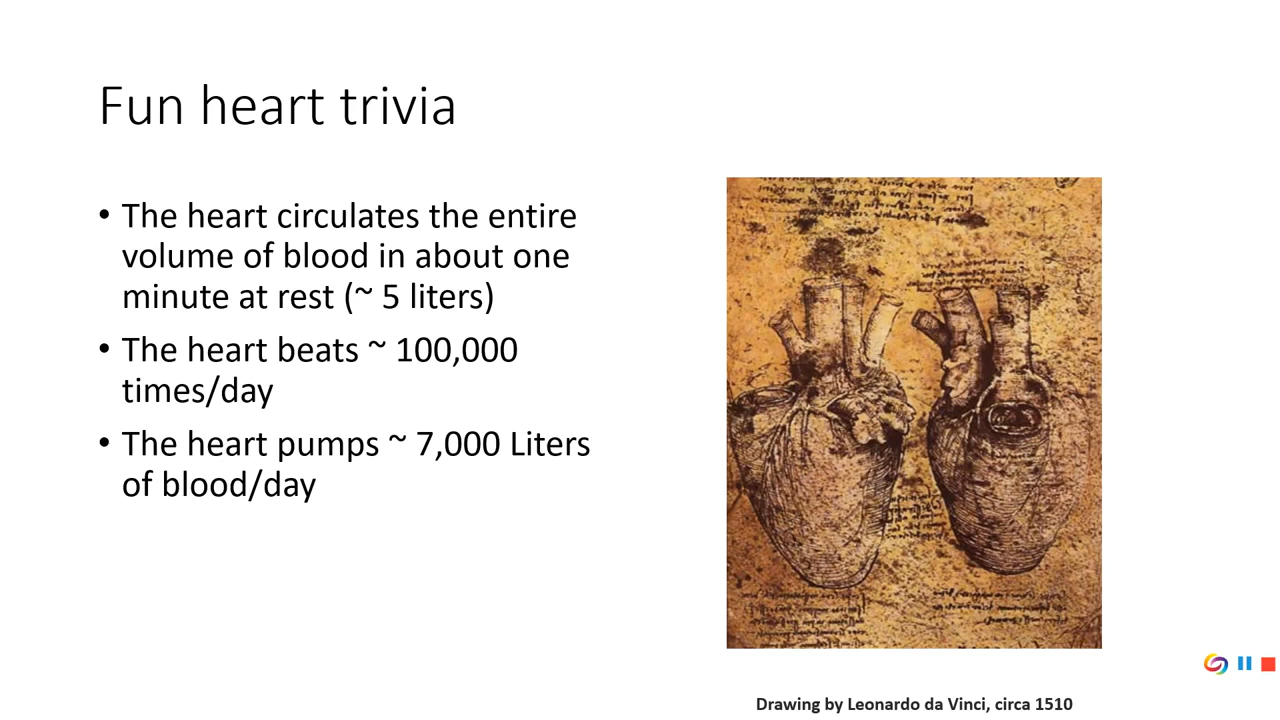 Fun heart trivia
• The heart circulates the entire
volume of blood in about one
minute at rest (~ 5 liters)
• The heart beats ~ 100,000
times/day
• The heart pumps ~ 7,000 Liters
of blood/day
Drawing by Leonardo da Vinci, circa 1510